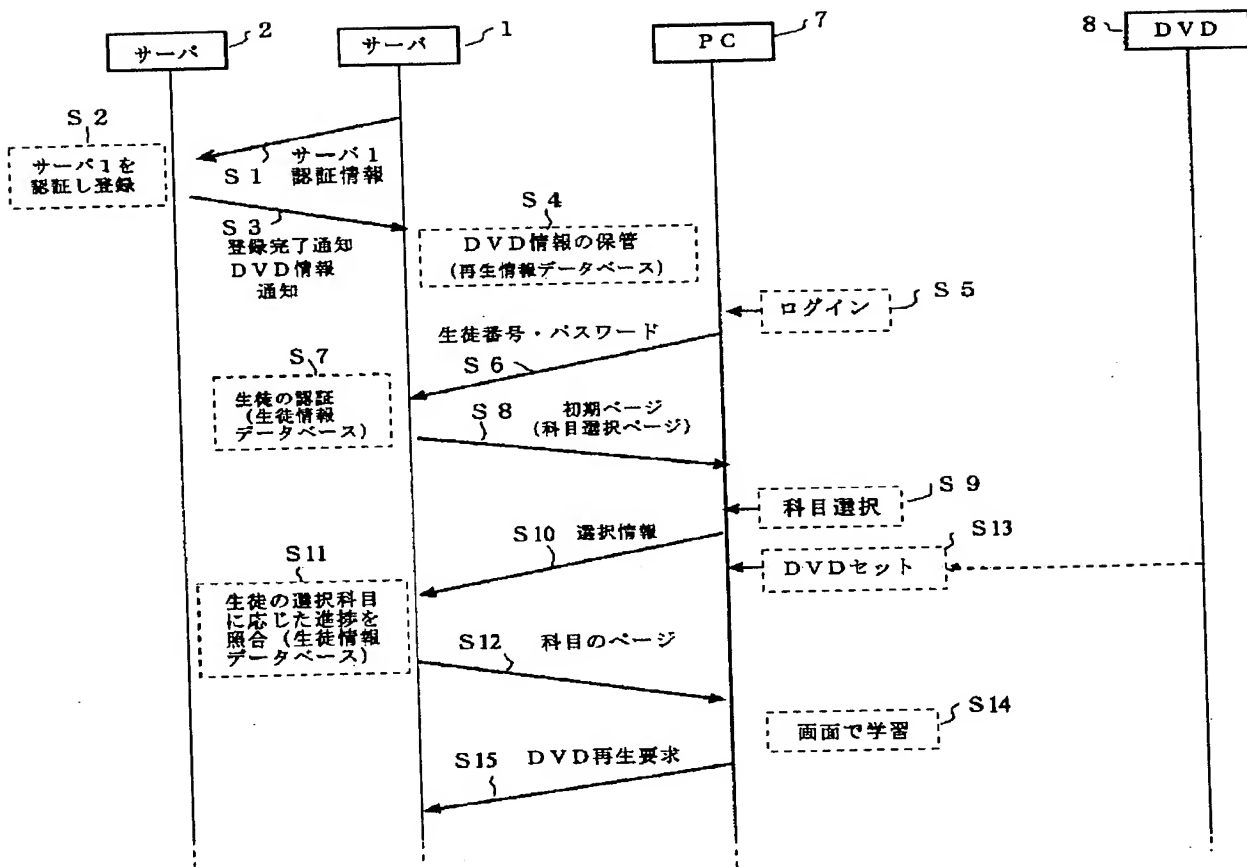 サーバ
2
サーバ
1
PC
7
8
DVD
S2
サーバ1を
認証し登録
S1
サーバ1
認証情報
S3
登録完了通知
DVD情報
通知
S4
DVD情報の保管
(再生情報データベース)
ログイン
S5
生徒番号・パスワード
S6
S7
生徒の認証
(生徒情報
データベース)
S8
初期ページ
(科目選択ページ)
科目選択
S9
S10 選択情報
S13
DVDセット
S11
生徒の選択科目
に応じた進捗を
照合(生徒情報
データベース)
S12 科目のページ
画面で学習
S14
S15 DVD再生要求